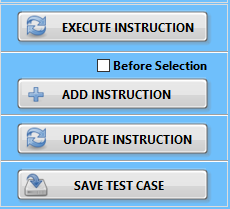 EXECUTE INSTRUCTION
Before Selection
ADD INSTRUCTION
UPDATE INSTRUCTION
SAVE TEST CASE